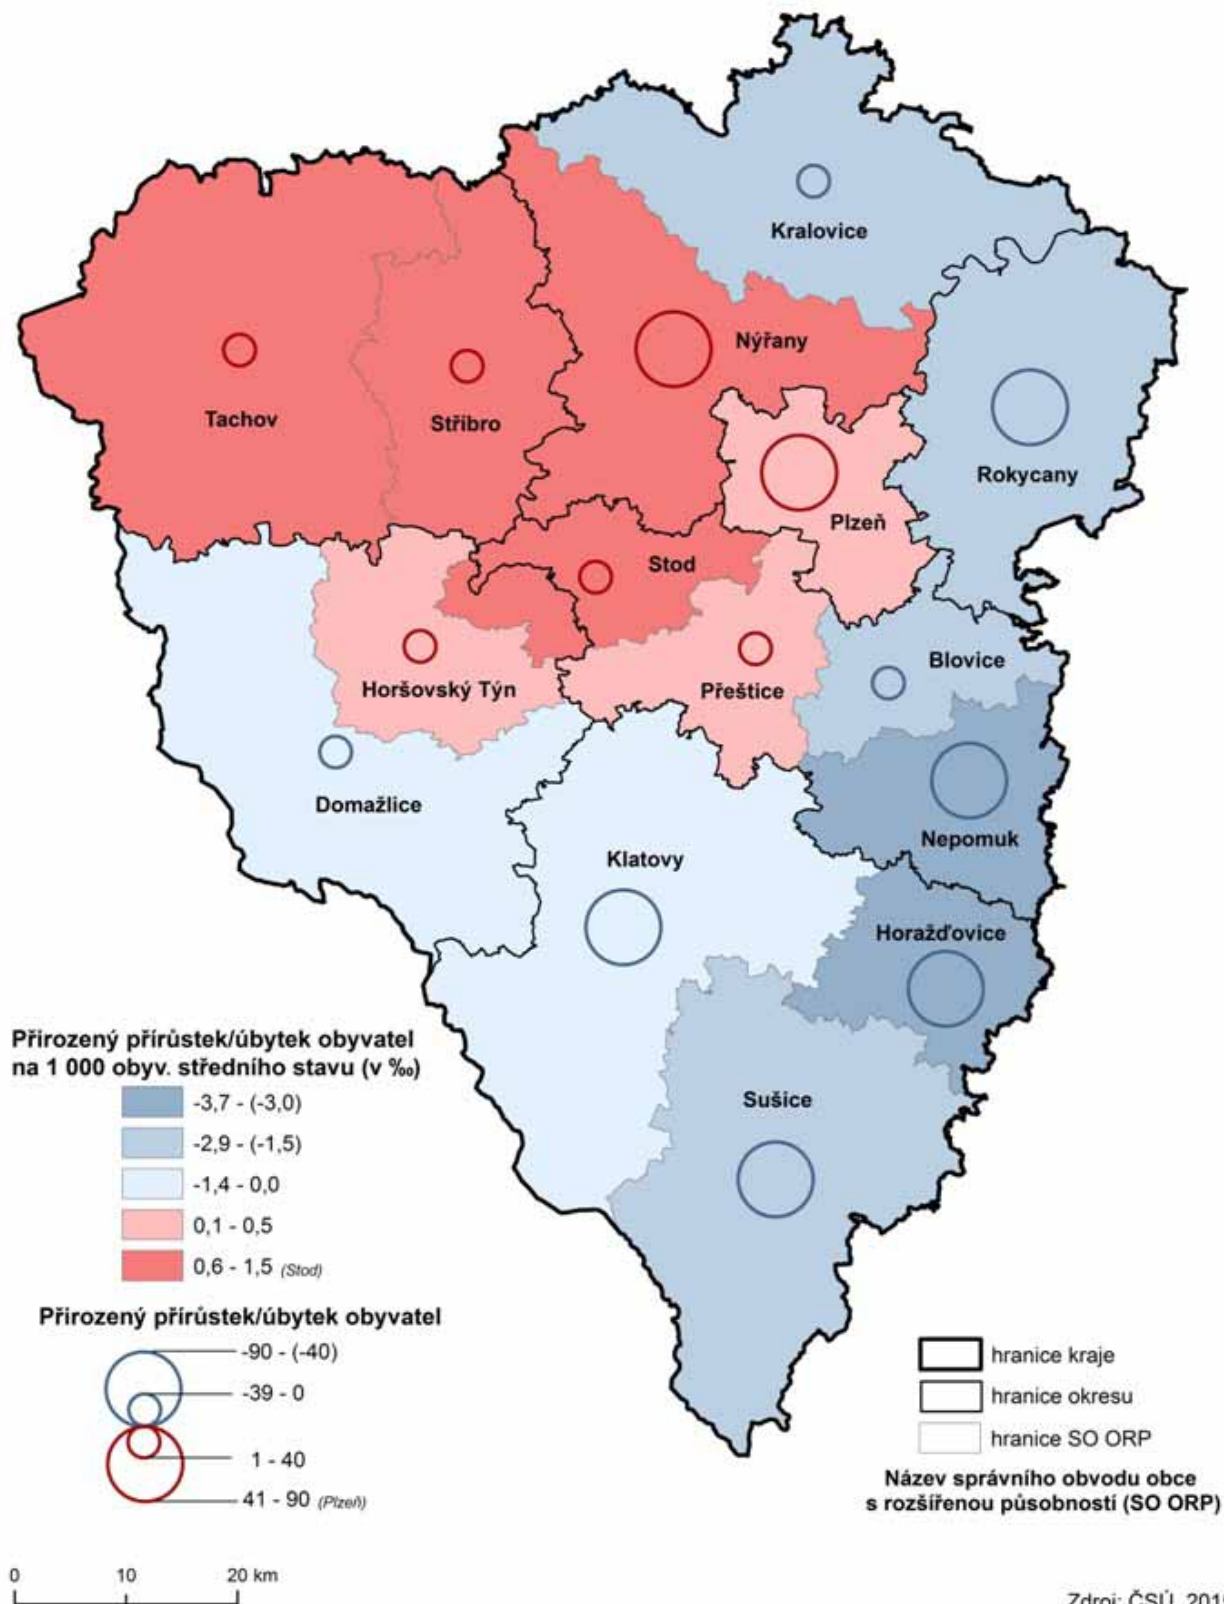 Kralovice
Nýřany
Tachov
Stříbro
Rokycany
Plzeň
Stod
Blovice
Horšovský Týn
Přeštice
Domažlice
Nepomuk
Klatovy
Horažďovice
Sušice
Přirozený přírůstek/úbytek obyvatel
na 1 000 obyv. středního stavu (v ‰)
-3,7 - (-3,0)
-2,9 - (-1,5)
-1,4 - 0,0
0,1 - 0,5
0,6 - 1,5 (Stod)
Přirozený přírůstek/úbytek obyvatel
-90 - (-40)
-39 - 0
1 - 40
41 - 90 (Plzeň)
hranice kraje
hranice okresu
hranice SO ORP
Název správního obvodu obce
s rozšířenou působností (SO ORP)
0 10 20 km
Zdroj: ČSÚ,